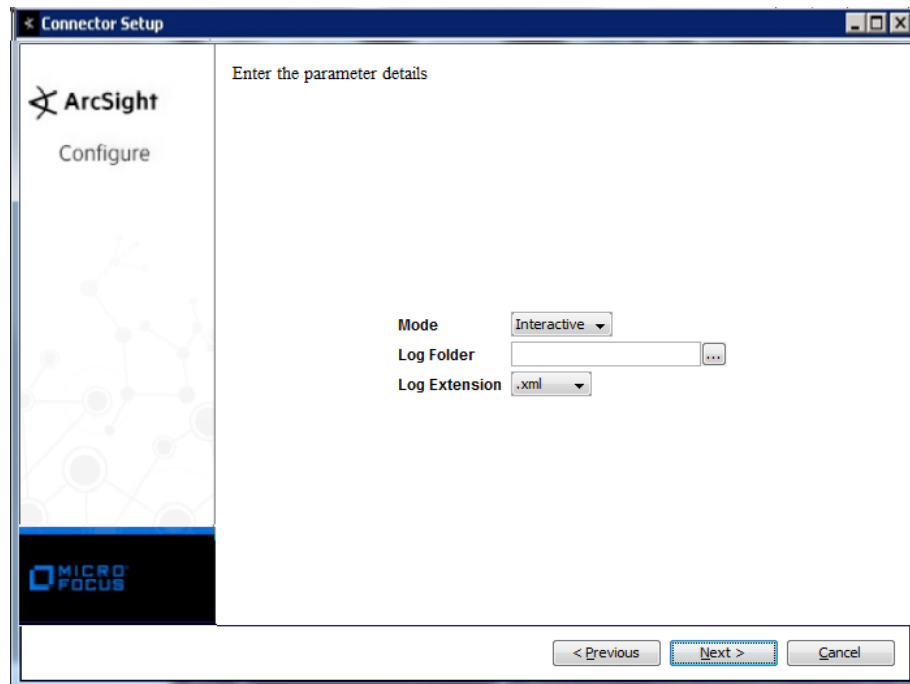 Connector Setup
ArcSight
Configure
Enter the parameter details
Mode Interactive
Log Folder ...
Log Extension .xml
MICRO
FOCUS
< Previous Next > Cancel